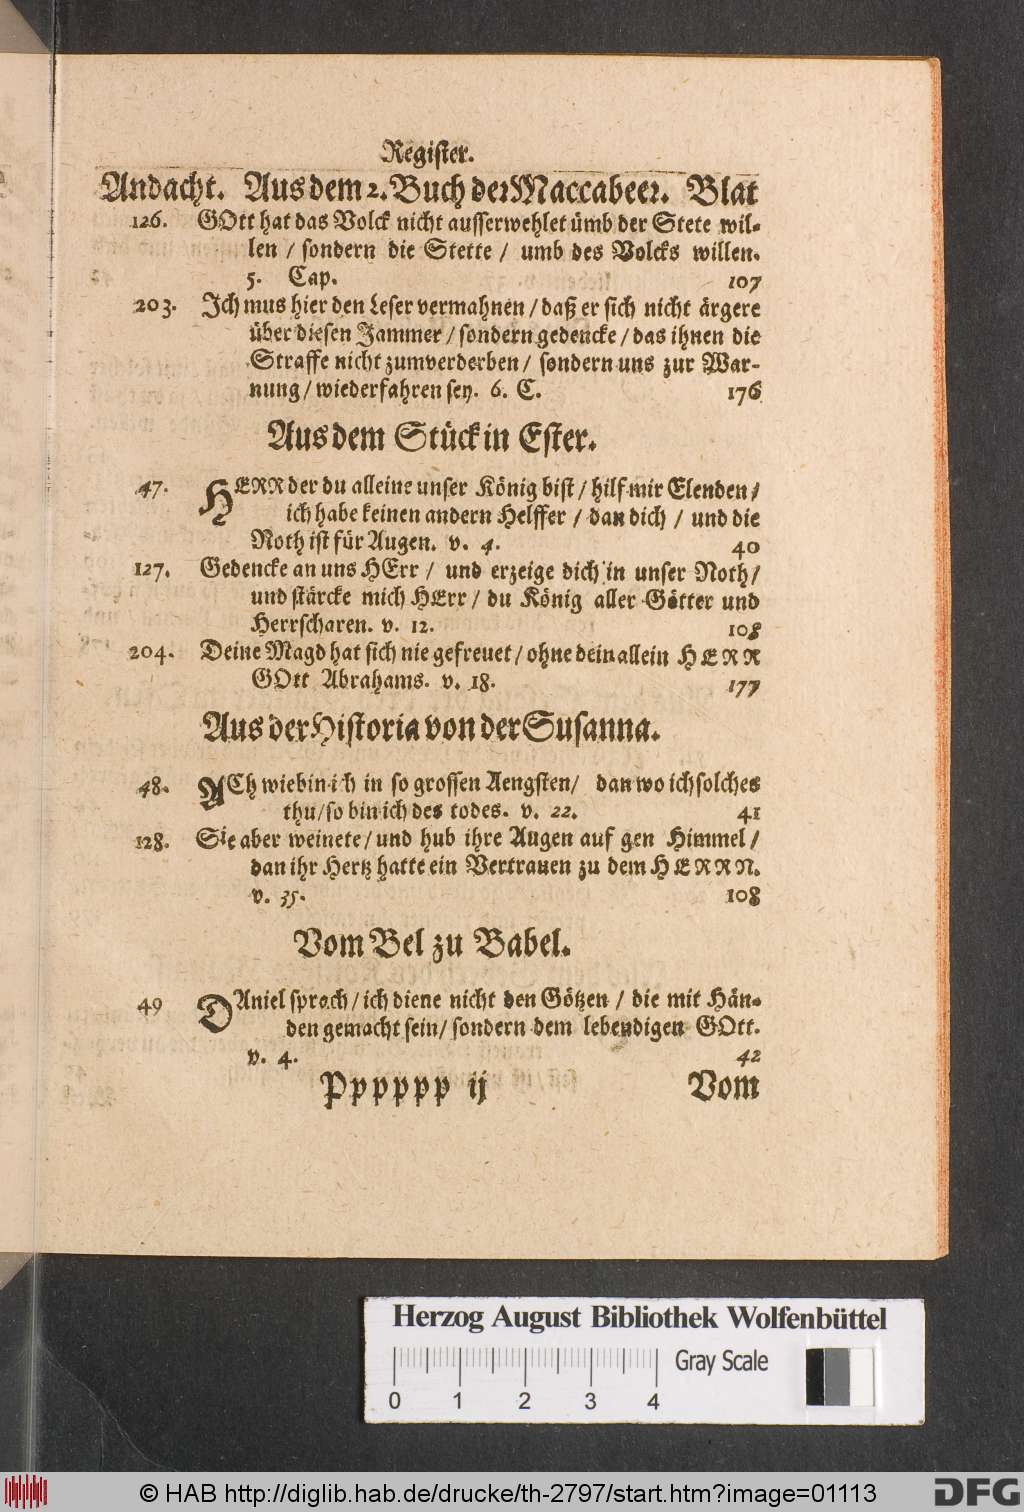 Register.
Andacht. Aus dem 2. Buch der Maccabeer. Blat
126. GOtt hat das Volck nicht ausserwehlet ümb der Stete wil-
len / sondern die Stette / umb des Volcks willen.
5. Cap. 107
203. Ich mus hier den Leser vermahnen / daß er sich nicht ärgere
über diesen Jammer / sondern gedencke / das ihnen die
Straffe nicht zumverderben / sondern uns zur War-
nung / wiederfahren sey. 6. C. 176
Aus dem Stück in Ester.
47. HERR der du alleine unser König bist / hilf mir Elenden /
ich habe keinen andern Helffer / dan dich / und die
Noth ist für Augen. v. 4. 40
127. Gedencke an uns HErr / und erzeige dich in unser Noth /
und stärcke mich HErr / du König aller Götter und
Herrscharen. v. 12. 108
204. Deine Magd hat sich nie gefreuet / ohne dein allein HERR
GOtt Abrahams. v. 18. 177
Aus der Historia von der Susanna.
48. ACh wie bin ich in so grossen Aengsten / dan wo ich solches
thu / so bin ich des todes. v. 22. 41
128. Sie aber weinete / und hub ihre Augen auf gen Himmel /
dan ihr Hertz hatte ein Vertrauen zu dem HERRN.
v. 35. 108
Vom Bel zu Babel.
49 DAniel sprach / ich diene nicht den Götzen / die mit Hän-
den gemacht sein / sondern dem lebendigen GOtt.
v. 4. 42
Pppppp ij Vom
Herzog August Bibliothek Wolfenbüttel
Gray Scale
0 1 2 3 4
© HAB http://diglib.hab.de/drucke/th-2797/start.htm?image=01113
DFG